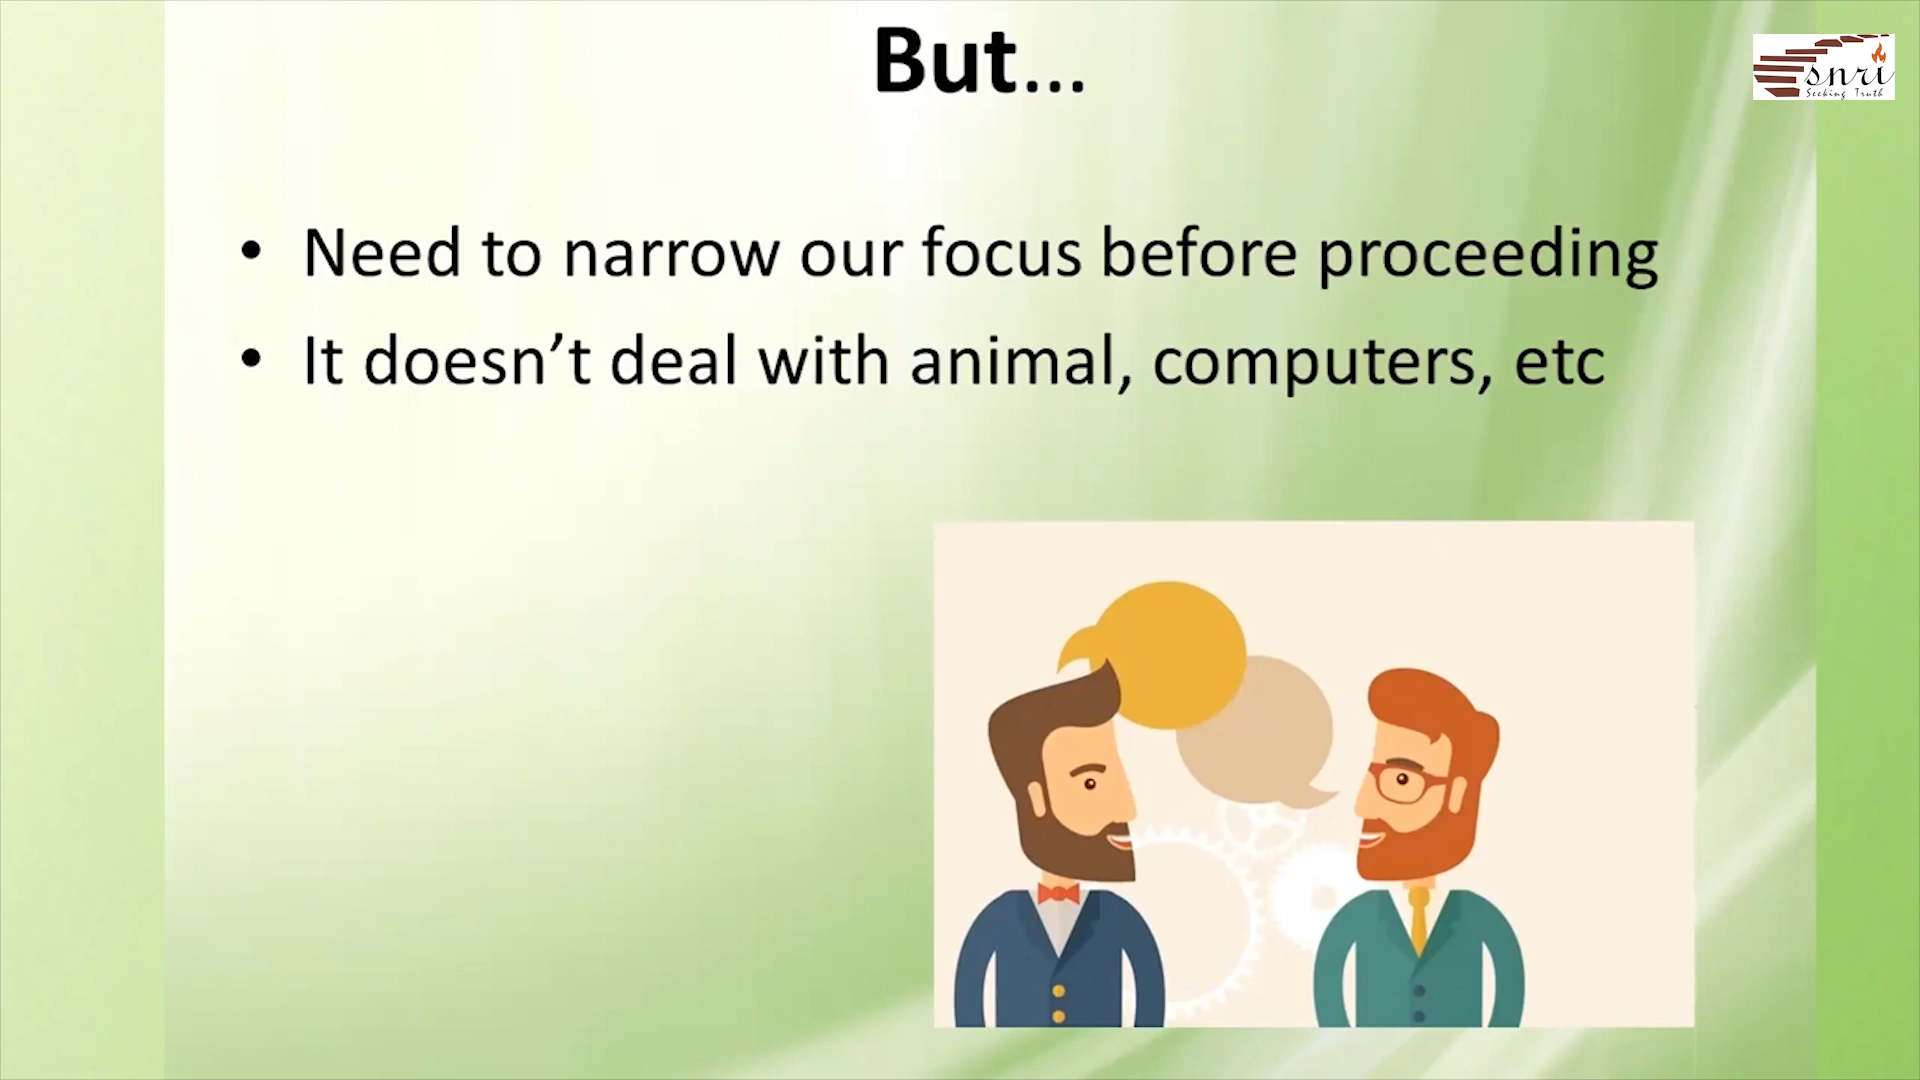 But...
snri
Seeking Truth
• Need to narrow our focus before proceeding
• It doesn’t deal with animal, computers, etc